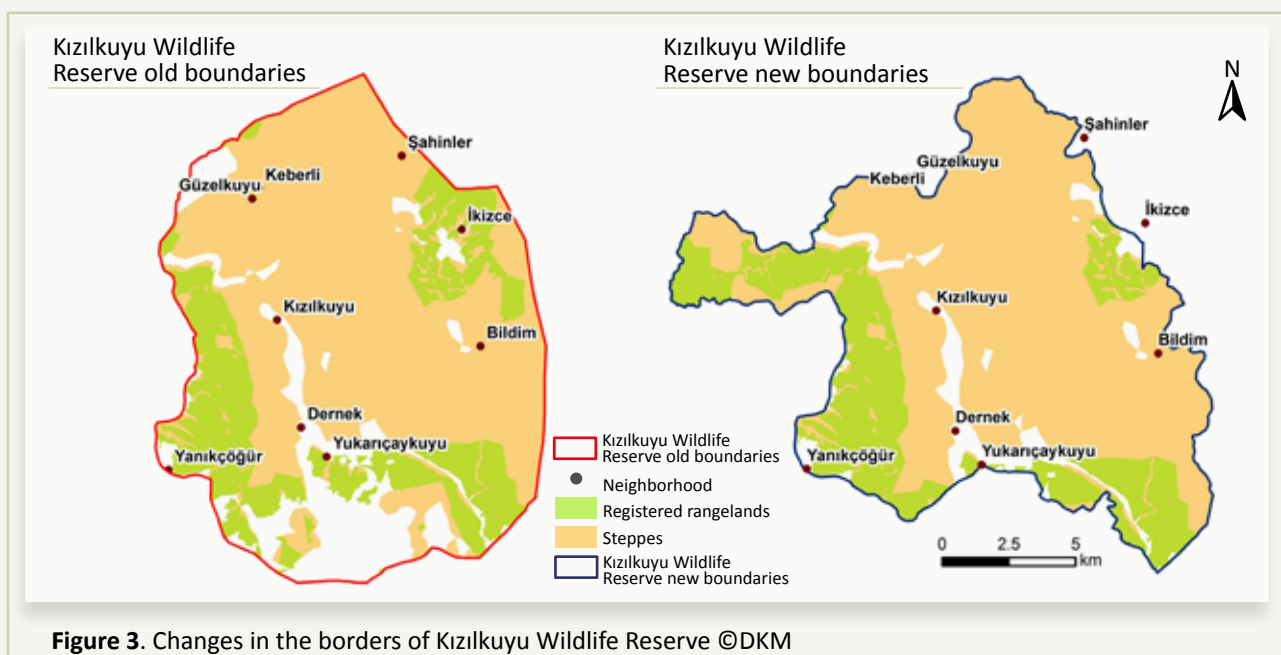 Kızılkuyu Wildlife
Reserve old boundaries
Şahinler
Güzelkuyu
Keberli
İkizce
Kızılkuyu
Bildim
Dernek
Yukarıçaykuyu
Yanıkçöğür
Kızılkuyu Wildlife
Reserve old boundaries
Neighborhood
Registered rangelands
Steppes
Kızılkuyu Wildlife
Reserve new boundaries
Kızılkuyu Wildlife
Reserve new boundaries
N
Şahinler
Güzelkuyu
Keberli
İkizce
Kızılkuyu
Bildim
Dernek
Yukarıçaykuyu
Yanıkçöğür
0 2.5 5
km
Figure 3. Changes in the borders of Kızılkuyu Wildlife Reserve ©DKM